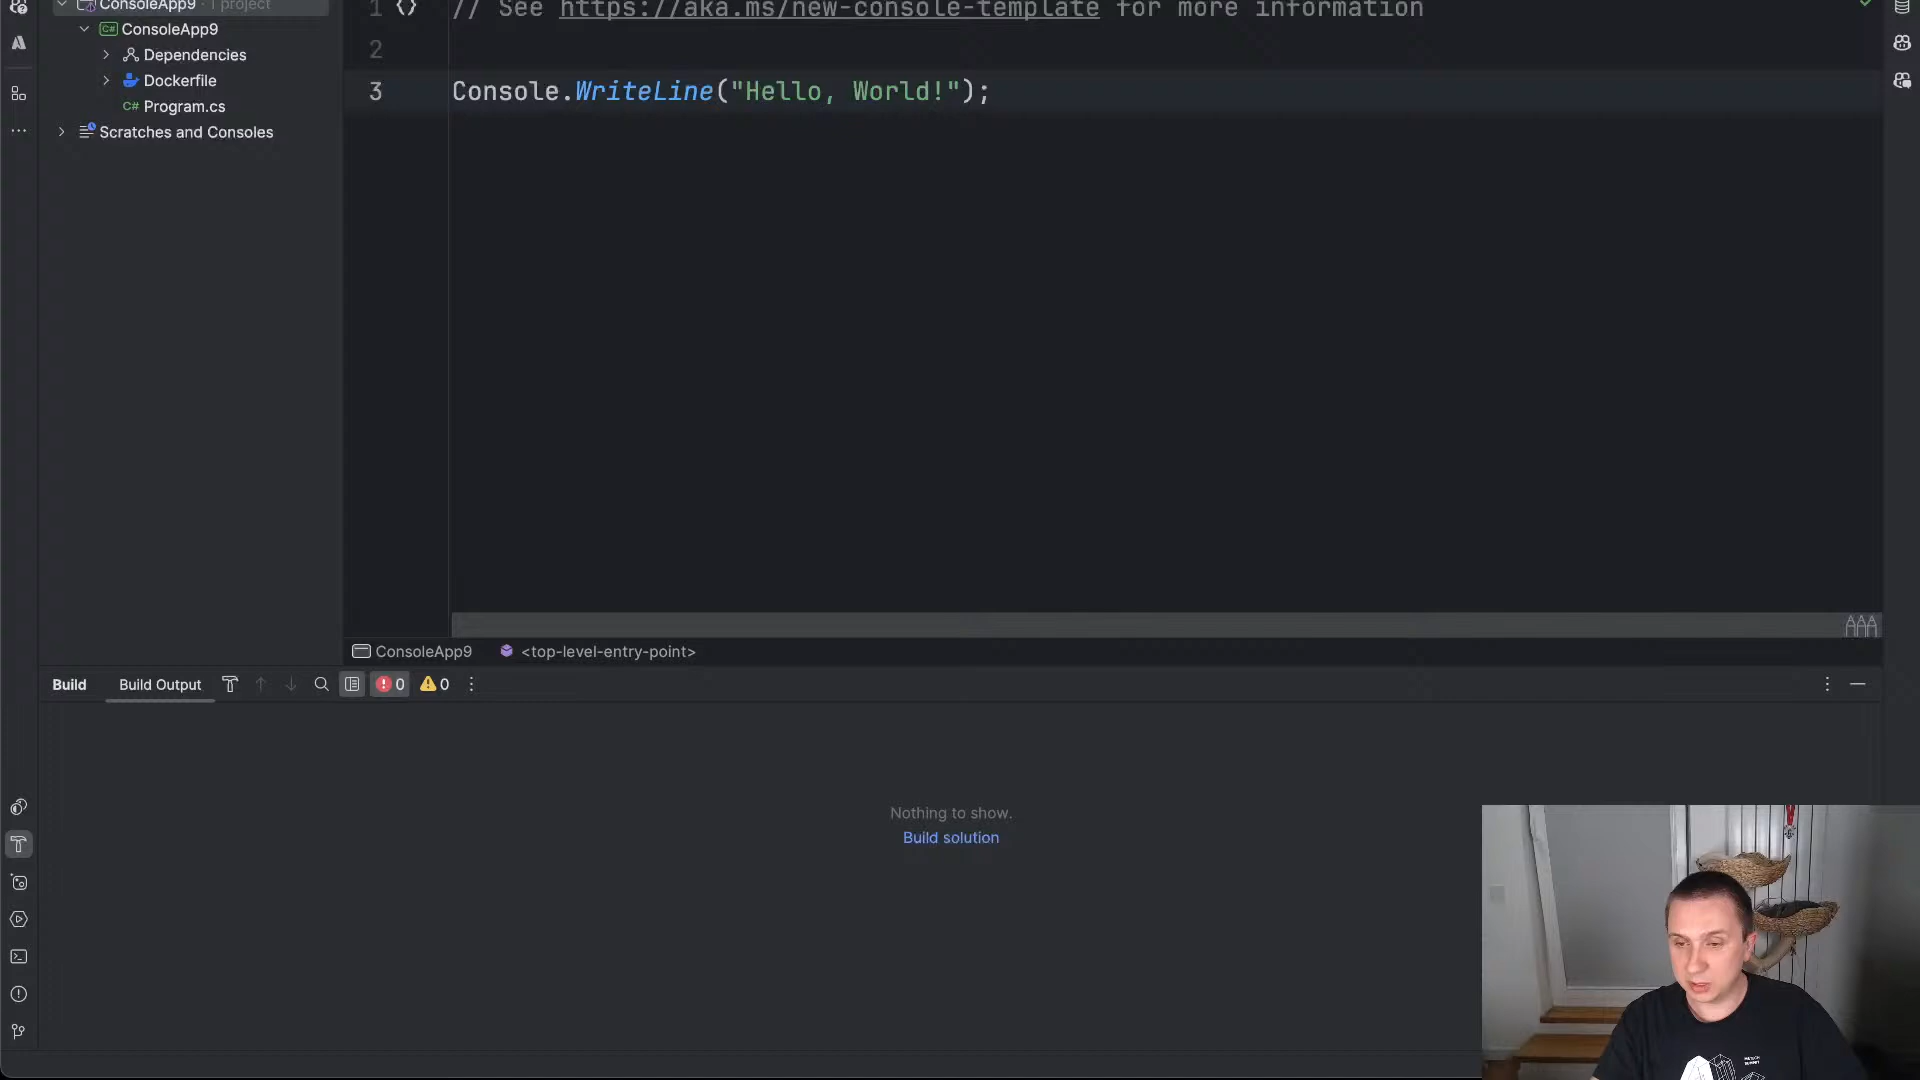 ConsoleApp9 · 1 project
ConsoleApp9
Dependencies
Dockerfile
C# Program.cs
Scratches and Consoles
1 // See https://aka.ms/new-console-template for more information
2
3 Console.WriteLine("Hello, World!");
ConsoleApp9 <top-level-entry-point>
Build Build Output 0 0
Nothing to show.
Build solution